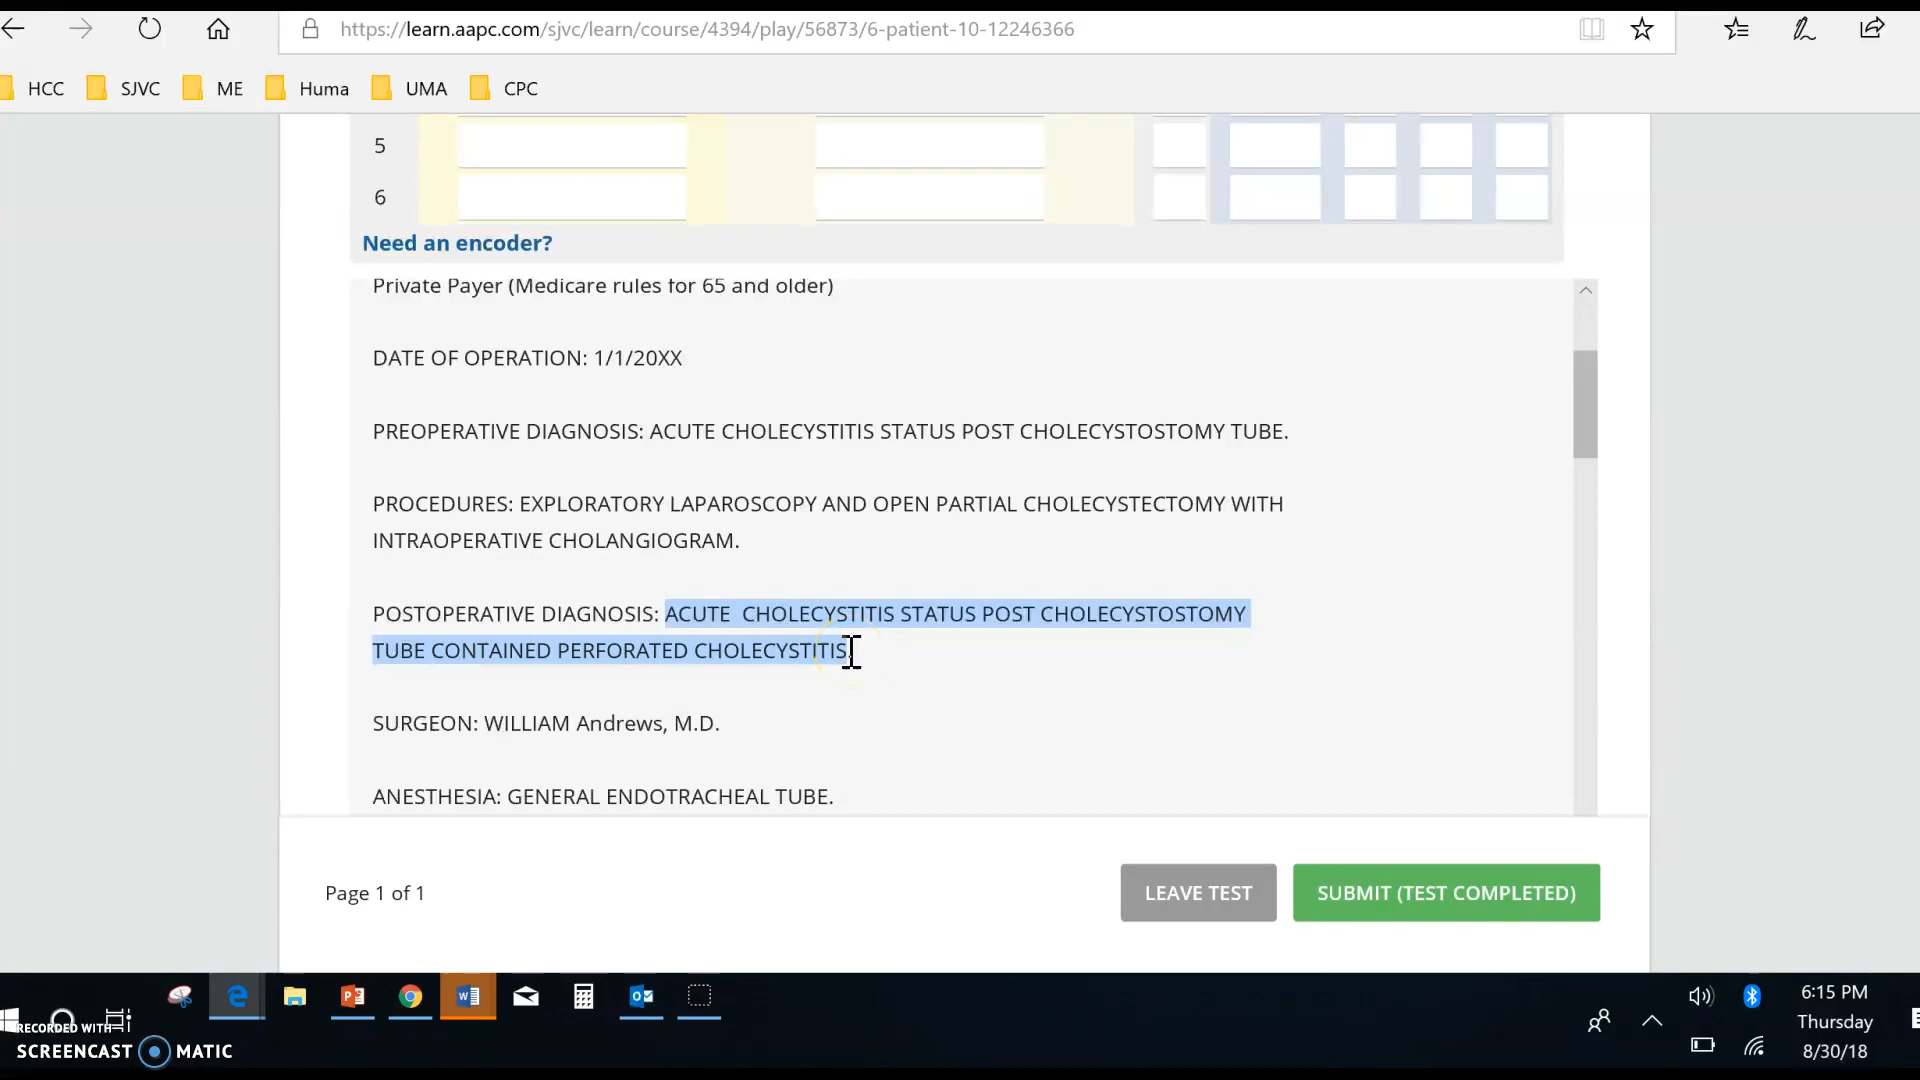 https://learn.aapc.com/sjvc/learn/course/4394/play/56873/6-patient-10-12246366
HCC SJVC ME Huma UMA CPC
5
6
Need an encoder?
Private Payer (Medicare rules for 65 and older)
DATE OF OPERATION: 1/1/20XX
PREOPERATIVE DIAGNOSIS: ACUTE CHOLECYSTITIS STATUS POST CHOLECYSTOSTOMY TUBE.
PROCEDURES: EXPLORATORY LAPAROSCOPY AND OPEN PARTIAL CHOLECYSTECTOMY WITH
INTRAOPERATIVE CHOLANGIOGRAM.
POSTOPERATIVE DIAGNOSIS: ACUTE  CHOLECYSTITIS STATUS POST CHOLECYSTOSTOMY
TUBE CONTAINED PERFORATED CHOLECYSTITIS.
SURGEON: WILLIAM Andrews, M.D.
ANESTHESIA: GENERAL ENDOTRACHEAL TUBE.
Page 1 of 1
LEAVE TEST
SUBMIT (TEST COMPLETED)
6:15 PM
Thursday
8/30/18
RECORDED WITH
SCREENCAST MATIC